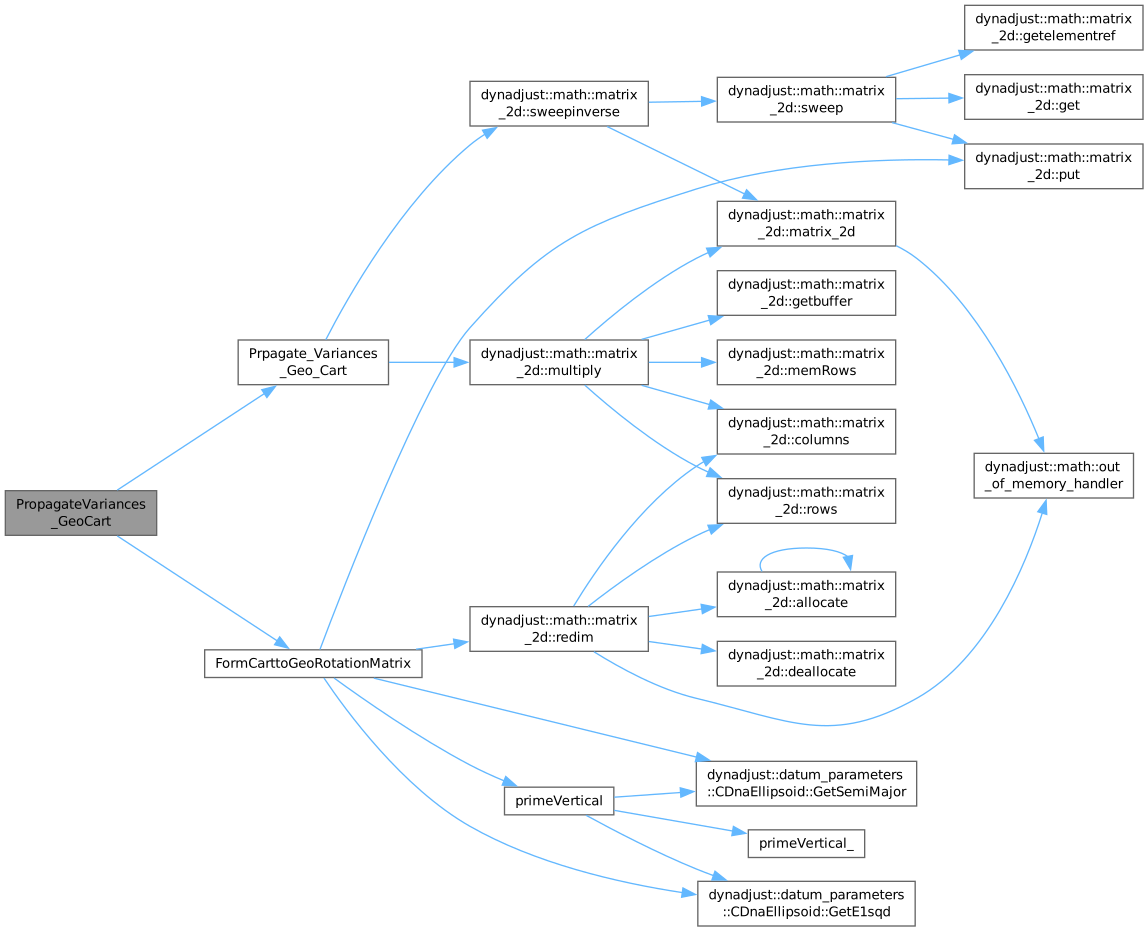 dynadjust::math::matrix
_2d::getelementref
dynadjust::math::matrix
_2d::sweepinverse
dynadjust::math::matrix
_2d::sweep
dynadjust::math::matrix
_2d::get
dynadjust::math::matrix
_2d::put
dynadjust::math::matrix
_2d::matrix_2d
dynadjust::math::matrix
_2d::getbuffer
Prpagate_Variances
_Geo_Cart
dynadjust::math::matrix
_2d::multiply
dynadjust::math::matrix
_2d::memRows
dynadjust::math::matrix
_2d::columns
dynadjust::math::out
_of_memory_handler
PropagateVariances
_GeoCart
dynadjust::math::matrix
_2d::rows
dynadjust::math::matrix
_2d::allocate
dynadjust::math::matrix
_2d::redim
dynadjust::math::matrix
_2d::deallocate
FormCarttoGeoRotationMatrix
dynadjust::datum_parameters
::CDnaEllipsoid::GetSemiMajor
primeVertical
primeVertical_
dynadjust::datum_parameters
::CDnaEllipsoid::GetE1sqd